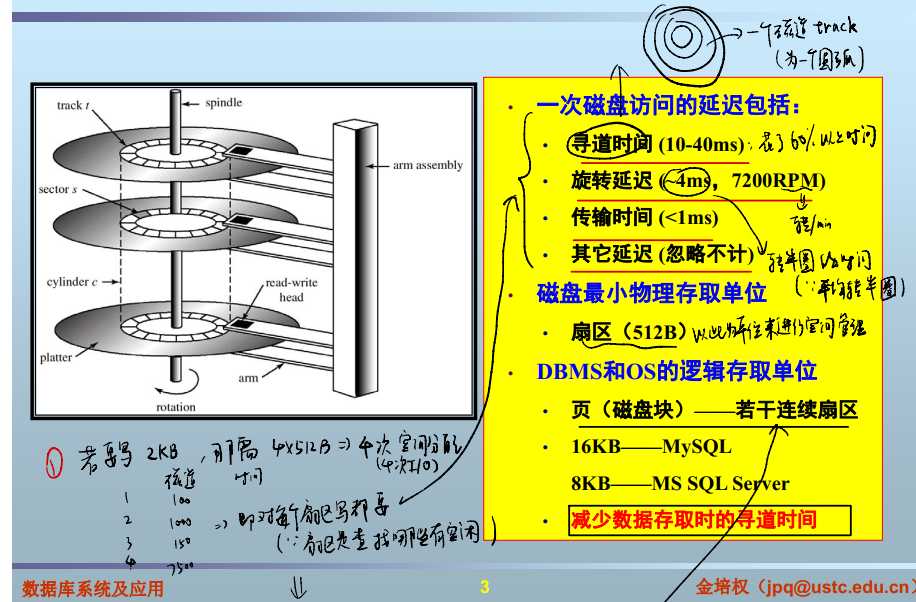 一个磁道 track
(为一个圆弧)
track t
spindle
arm assembly
sector s
cylinder c
read-write
head
platter
arm
rotation
• 一次磁盘访问的延迟包括：
• 寻道时间 (10-40ms)：占了60%以上时间
• 旋转延迟 (~4ms，7200RPM)
转/min
• 传输时间 (<1ms)
• 其它延迟 (忽略不计)
转半圈的时间
(∵平均转半圈)
• 磁盘最小物理存取单位
• 扇区（512B）以此为单位来进行空间管理
• DBMS和OS的逻辑存取单位
• 页（磁盘块）——若干连续扇区
• 16KB——MySQL
8KB——MS SQL Server
• 减少数据存取时的寻道时间
① 若要写 2KB，那需 4×512B ⇒ 4次空间分配
(4次I/O)
磁道 时间
1 100
2 1000 ⇒ 即对每个扇区写都要
3 150 (∵扇区是查找哪些有空闲)
4 7500
数据库系统及应用
3
金培权（jpq@ustc.edu.cn）